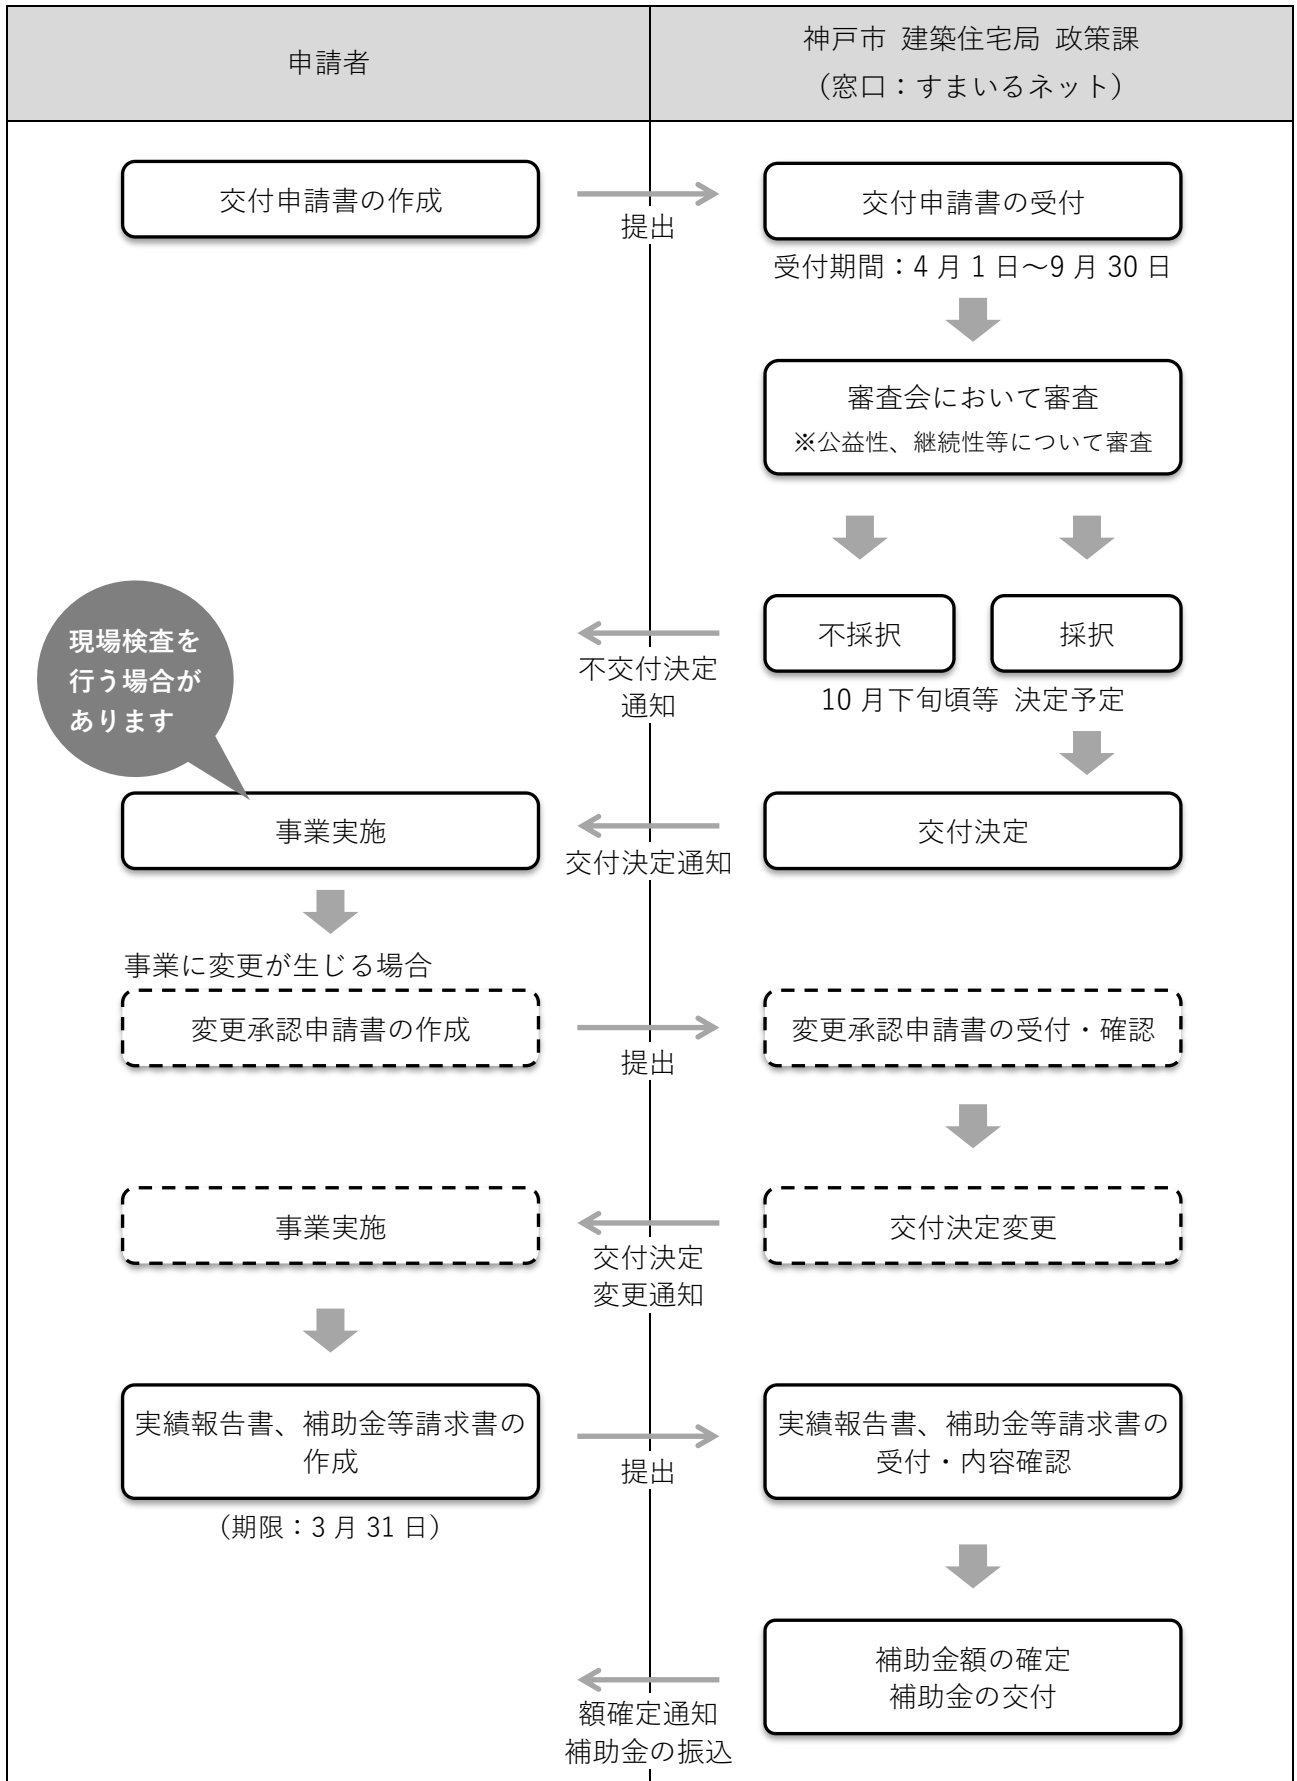 申請者
神戸市 建築住宅局 政策課
（窓口：すまいるネット）
交付申請書の作成
提出
交付申請書の受付
受付期間：4 月 1 日～9 月 30 日
審査会において審査
※公益性、継続性等について審査
不採択
採択
不交付決定
通知
10 月下旬頃等 決定予定
現場検査を
行う場合が
あります
事業実施
交付決定通知
交付決定
事業に変更が生じる場合
変更承認申請書の作成
提出
変更承認申請書の受付・確認
事業実施
交付決定
変更通知
交付決定変更
実績報告書、補助金等請求書の
作成
（期限：3 月 31 日）
提出
実績報告書、補助金等請求書の
受付・内容確認
補助金額の確定
補助金の交付
額確定通知
補助金の振込